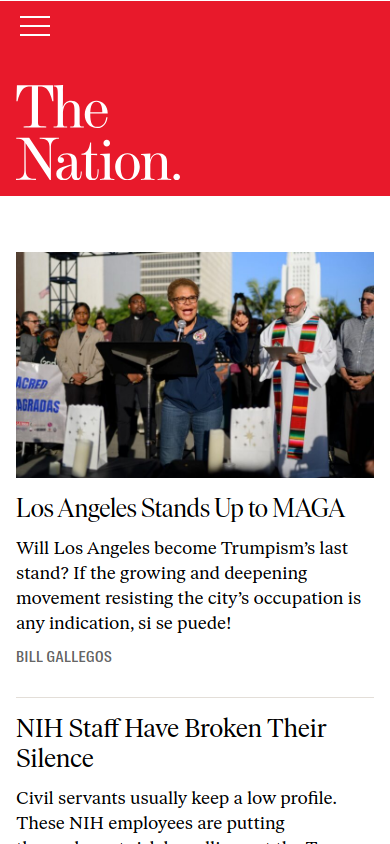 The
Nation.
ACRED
AGRADAS
Los Angeles Stands Up to MAGA
Will Los Angeles become Trumpism’s last
stand? If the growing and deepening
movement resisting the city’s occupation is
any indication, si se puede!
BILL GALLEGOS
NIH Staff Have Broken Their
Silence
Civil servants usually keep a low profile.
These NIH employees are putting